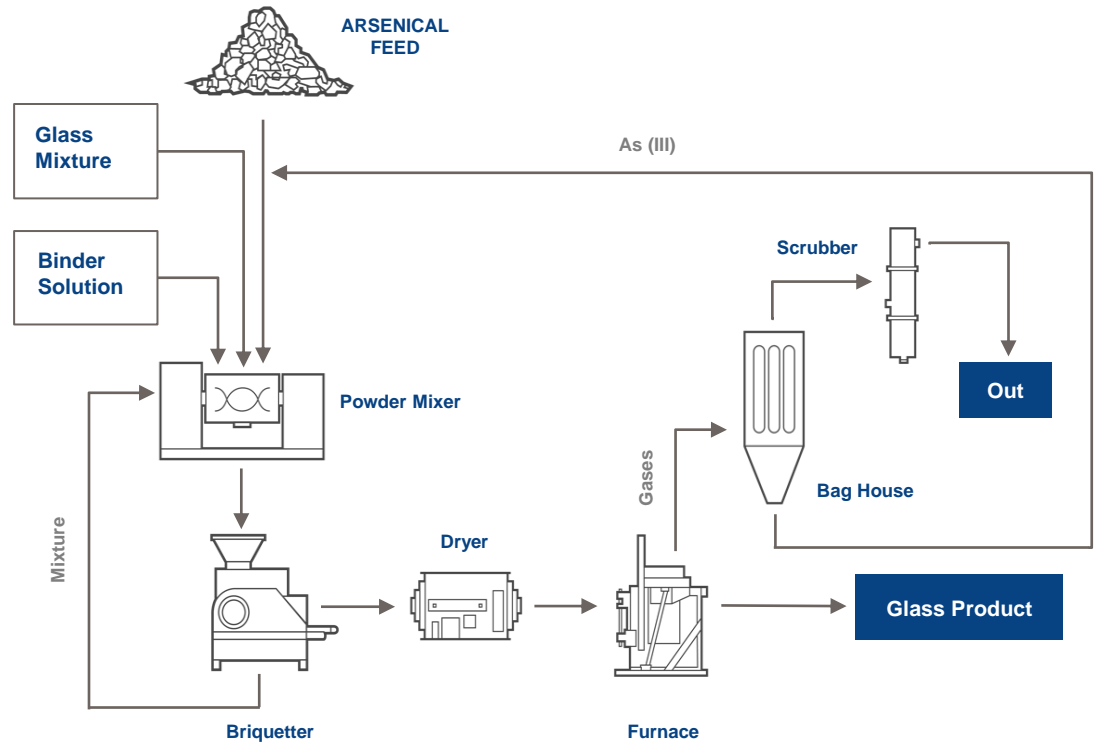 ARSENICAL
FEED
Glass
Mixture
As (III)
Binder
Solution
Scrubber
Out
Powder Mixer
Gases
Bag House
Mixture
Dryer
Glass Product
Briquetter
Furnace